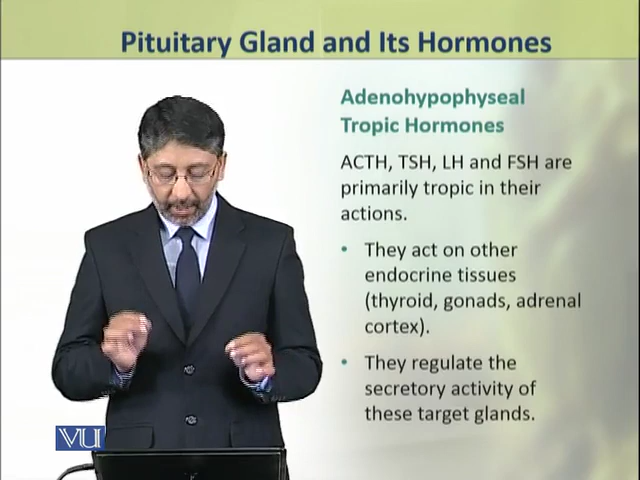 Pituitary Gland and Its Hormones
Adenohypophyseal
Tropic Hormones
ACTH, TSH, LH and FSH are
primarily tropic in their
actions.
• They act on other
endocrine tissues
(thyroid, gonads, adrenal
cortex).
• They regulate the
secretory activity of
these target glands.
VU